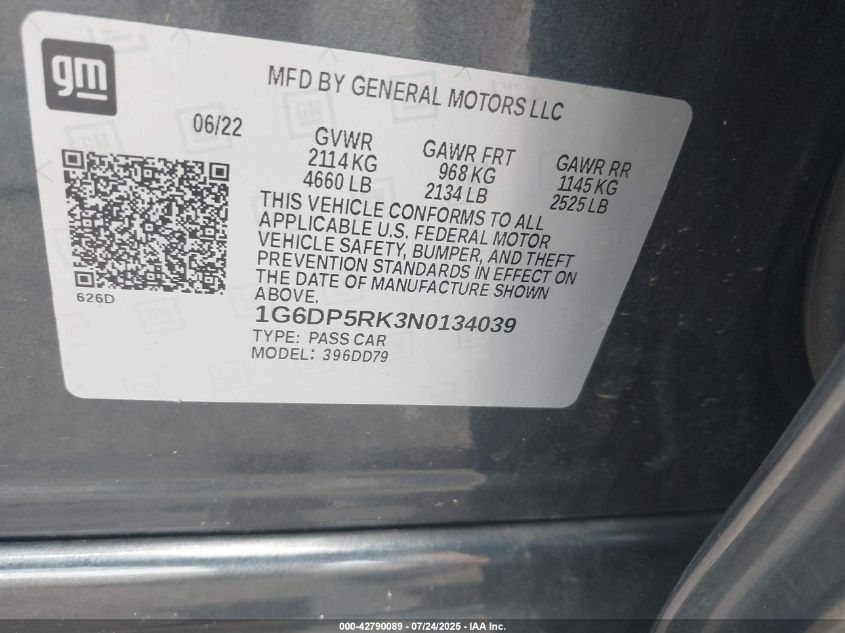 gm
MFD BY GENERAL MOTORS LLC
06/22
GVWR
2114 KG
4660 LB
GAWR FRT
968 KG
2134 LB
GAWR RR
1145 KG
2525 LB
THIS VEHICLE CONFORMS TO ALL
APPLICABLE U.S. FEDERAL MOTOR
VEHICLE SAFETY, BUMPER, AND THEFT
PREVENTION STANDARDS IN EFFECT ON
THE DATE OF MANUFACTURE SHOWN
ABOVE.
626D
1G6DP5RK3N0134039
TYPE: PASS CAR
MODEL: 396DD79
000-42790089 - 07/24/2025 - IAA Inc.